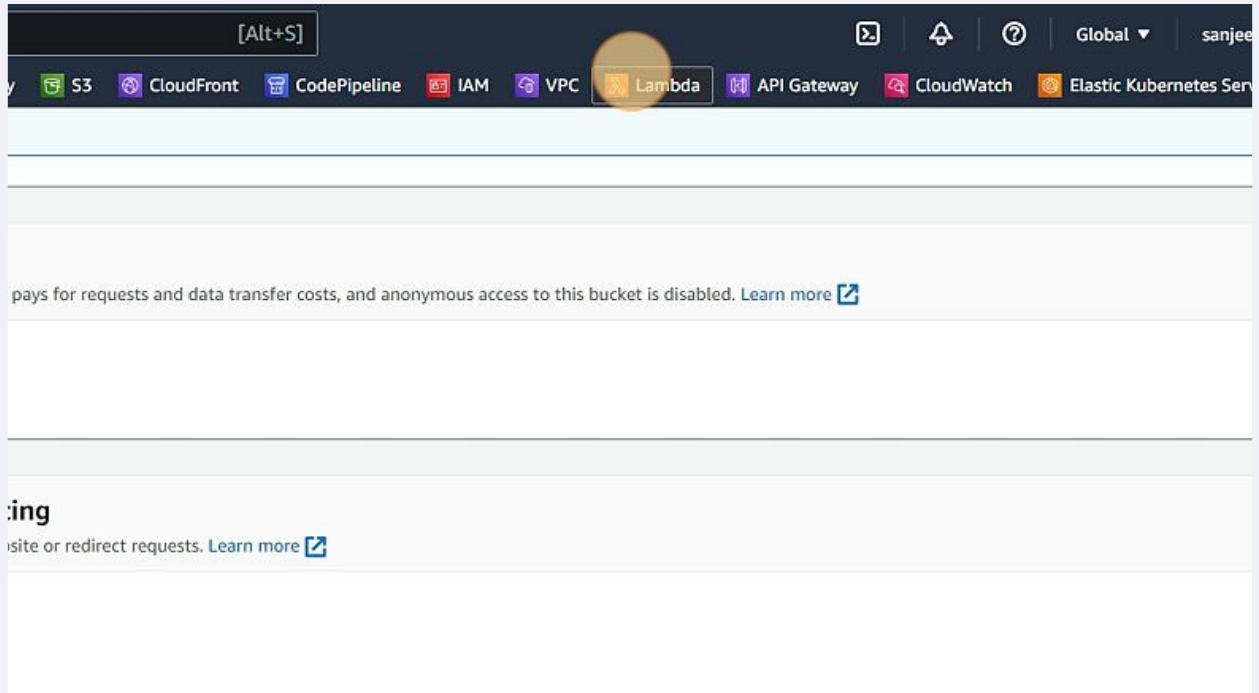 [Alt+S] Global ▼ sanjee
y S3 CloudFront CodePipeline IAM VPC Lambda API Gateway CloudWatch Elastic Kubernetes Serv
pays for requests and data transfer costs, and anonymous access to this bucket is disabled. Learn more
ting
site or redirect requests. Learn more